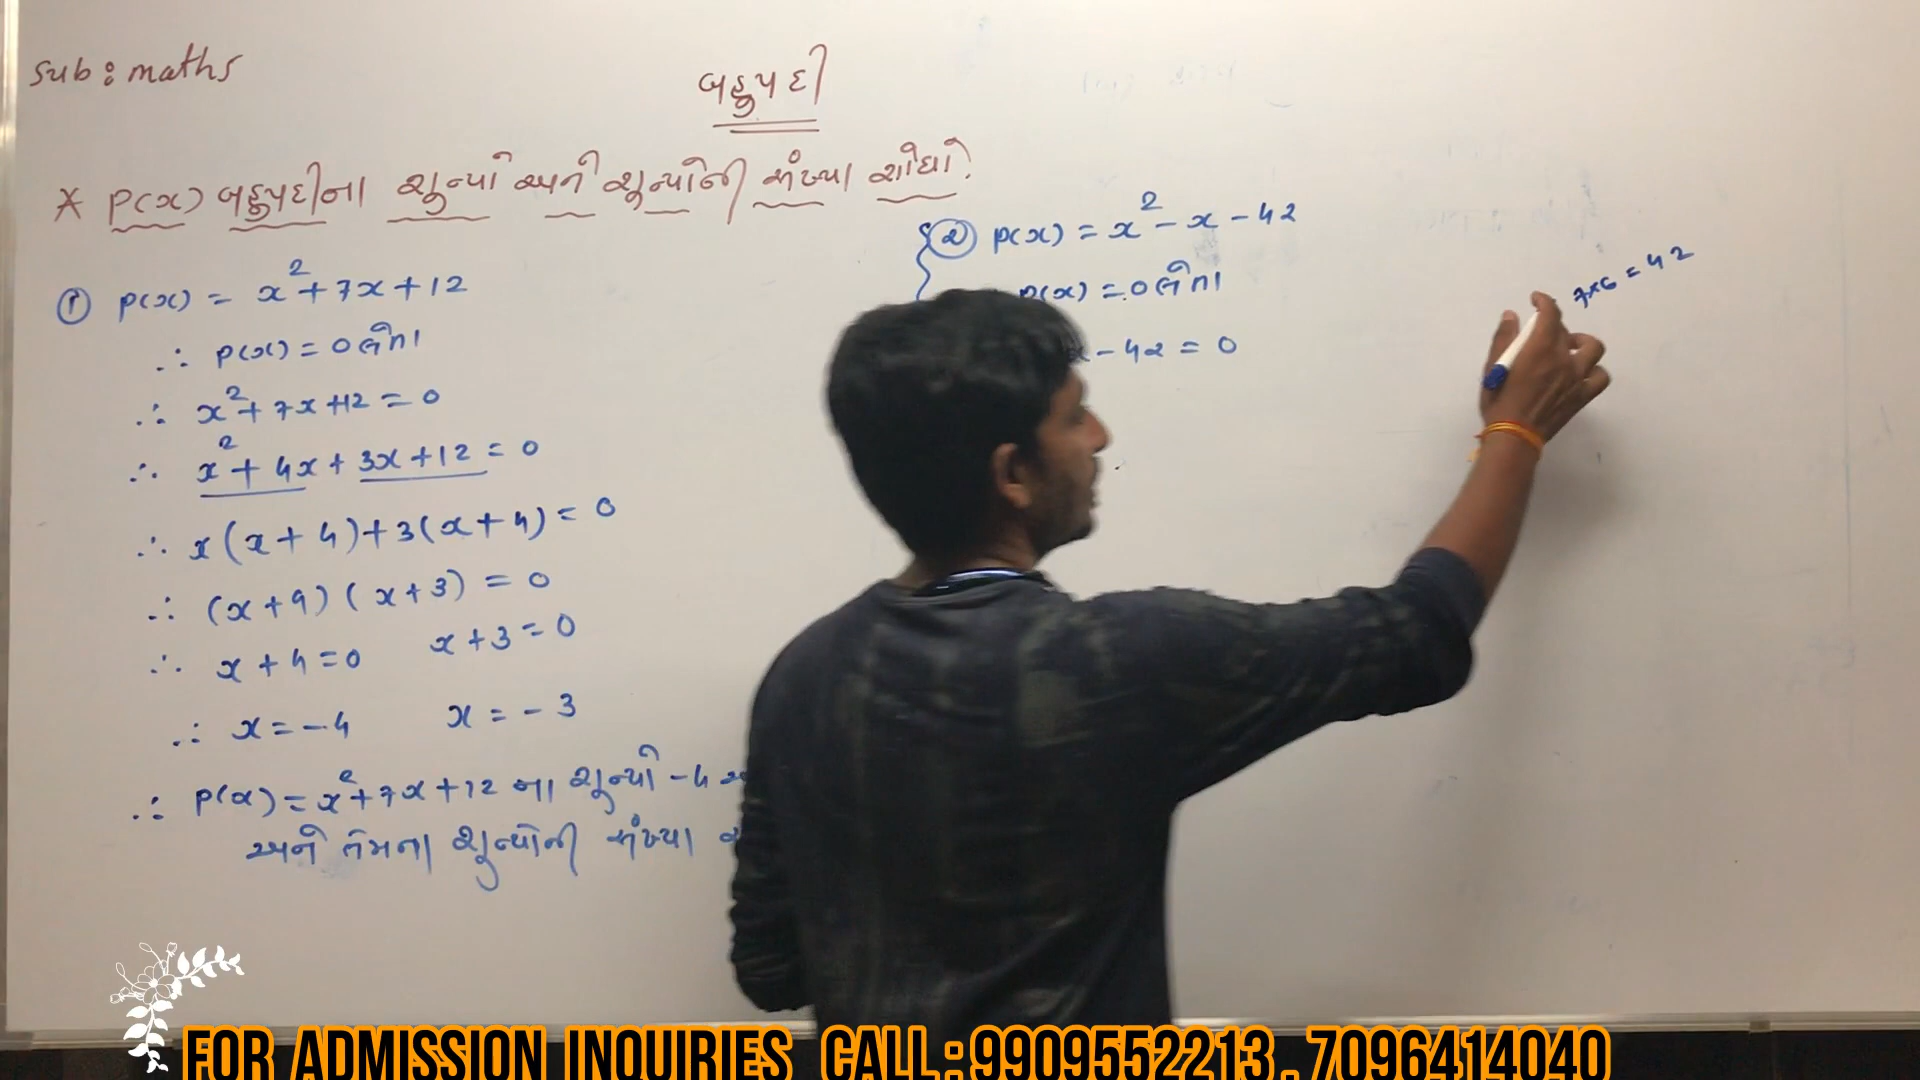 sub : maths
બહુપદી
* P(x) બહુપદીના શૂન્યો અને શૂન્યોની સંખ્યા શોધો.
૧ P(x) = x² + 7x + 12
∴ P(x) = 0 લેતા
∴ x² + 7x + 12 = 0
∴ x² + 4x + 3x + 12 = 0
∴ x(x + 4) + 3(x + 4) = 0
∴ (x + 4) (x + 3) = 0
∴ x + 4 = 0 x + 3 = 0
∴ x = -4 x = -3
∴ P(x) = x² + 7x + 12 ના શૂન્યો -4
અને તેમના શૂન્યોની સંખ્યા
૨ P(x) = x² - x - 42
P(x) = 0 લેતા
x - 42 = 0
7×6 = 42
FOR ADMISSION INQUIRIES CALL : 9909552213 , 7096414040